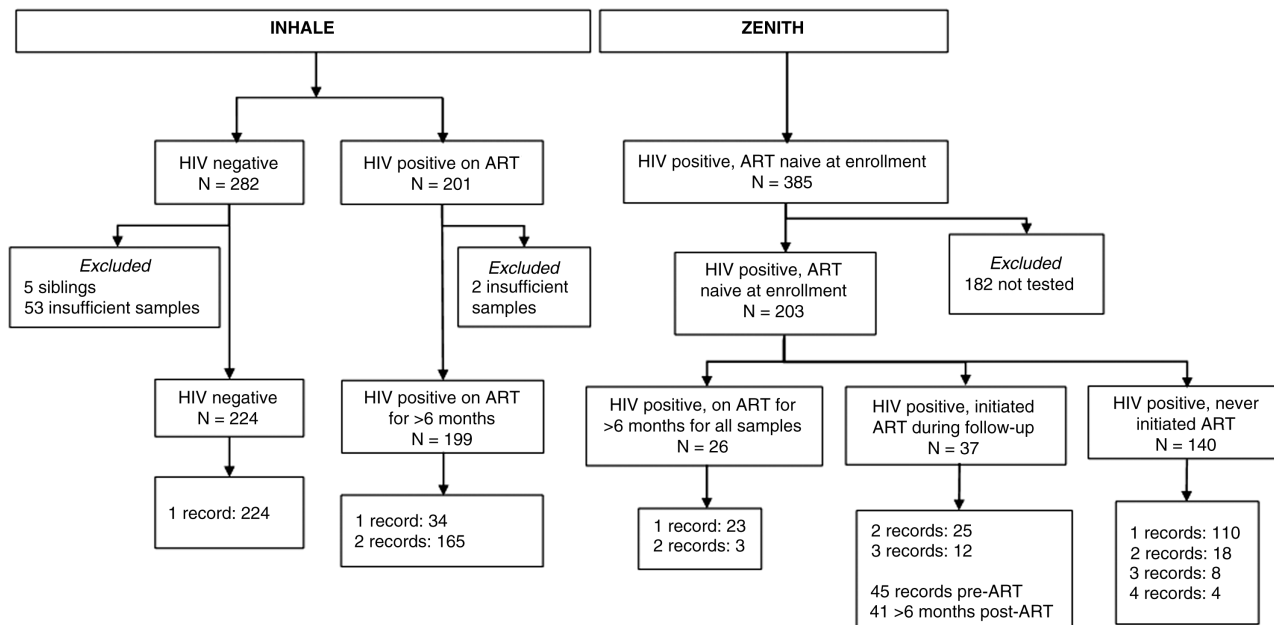 INHALE
ZENITH
HIV negative
N = 282
HIV positive on ART
N = 201
HIV positive, ART naive at enrollment
N = 385
Excluded
5 siblings
53 insufficient samples
Excluded
2 insufficient
samples
HIV positive, ART
naive at enrollment
N = 203
Excluded
182 not tested
HIV negative
N = 224
HIV positive on ART
for >6 months
N = 199
HIV positive, on ART for
>6 months for all samples
N = 26
HIV positive, initiated
ART during follow-up
N = 37
HIV positive, never
initiated ART
N = 140
1 record: 224
1 record: 34
2 records: 165
1 record: 23
2 records: 3
2 records: 25
3 records: 12
45 records pre-ART
41 >6 months post-ART
1 records: 110
2 records: 18
3 records: 8
4 records: 4